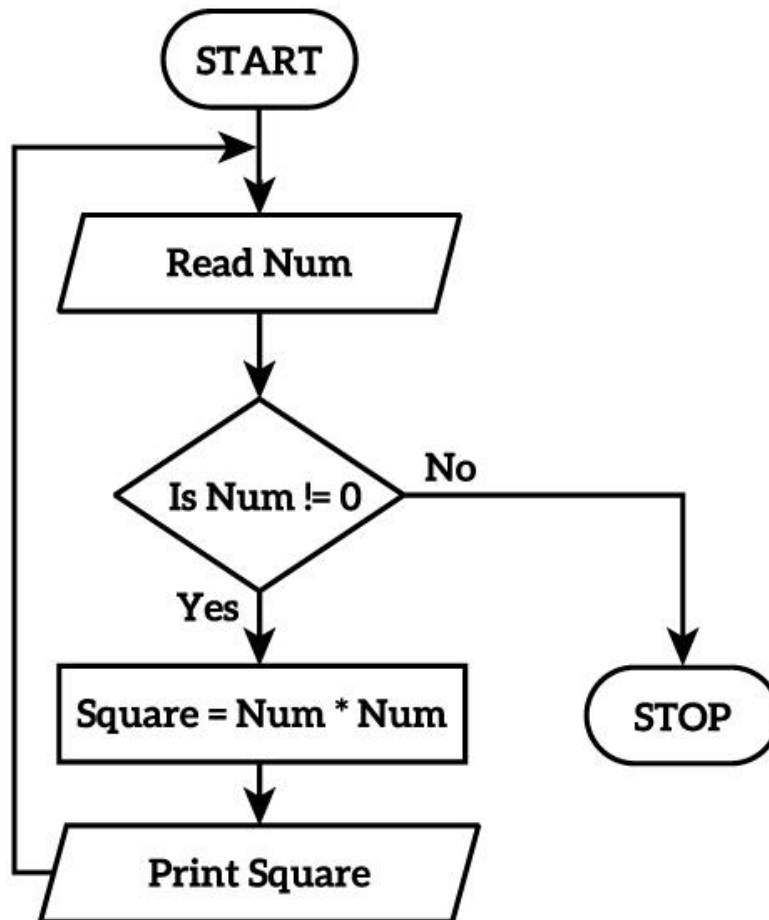 START
Read Num
Is Num != 0
No
Yes
Square = Num * Num
STOP
Print Square